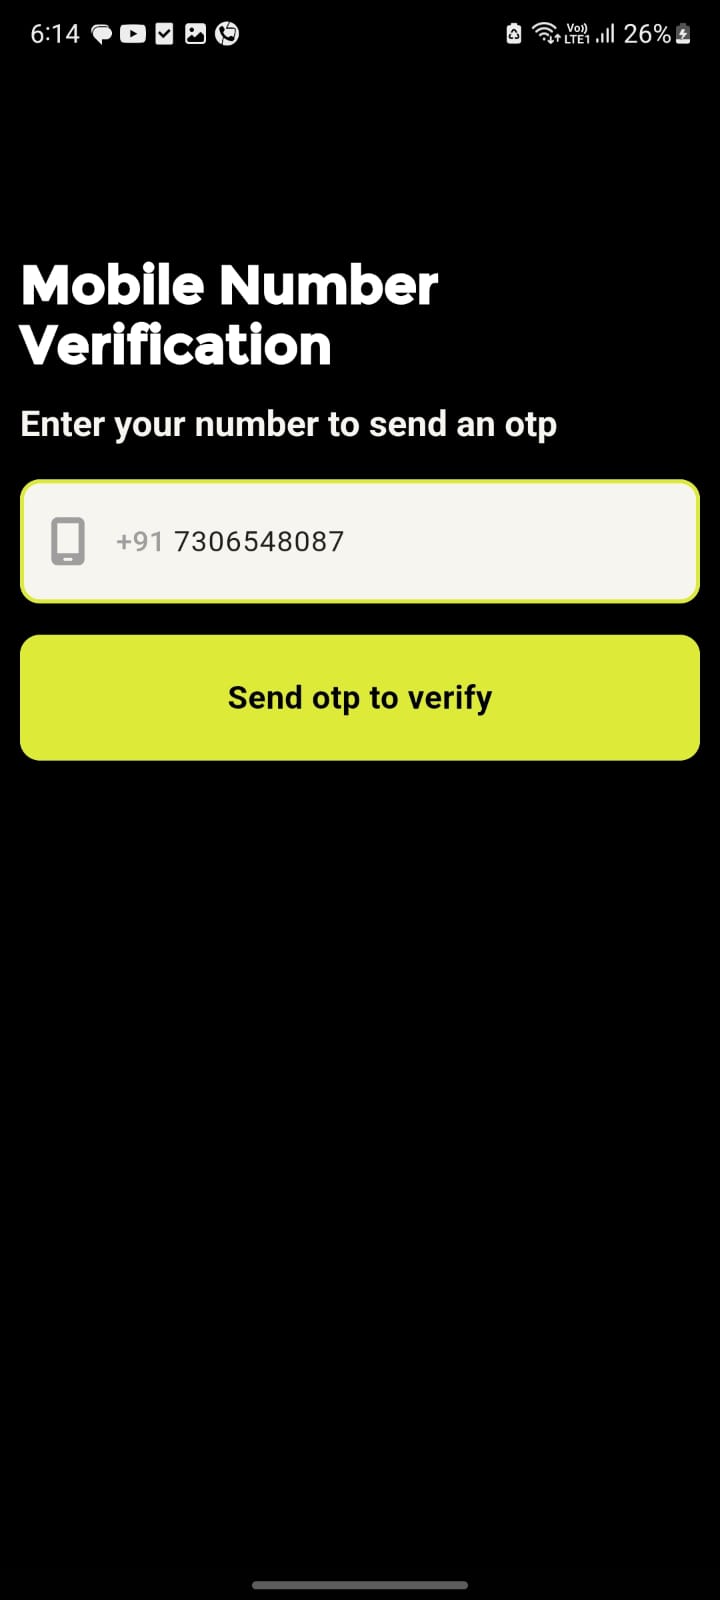 6:14
Vo))
LTE1
26%
Mobile Number
Verification
Enter your number to send an otp
+91 7306548087
Send otp to verify